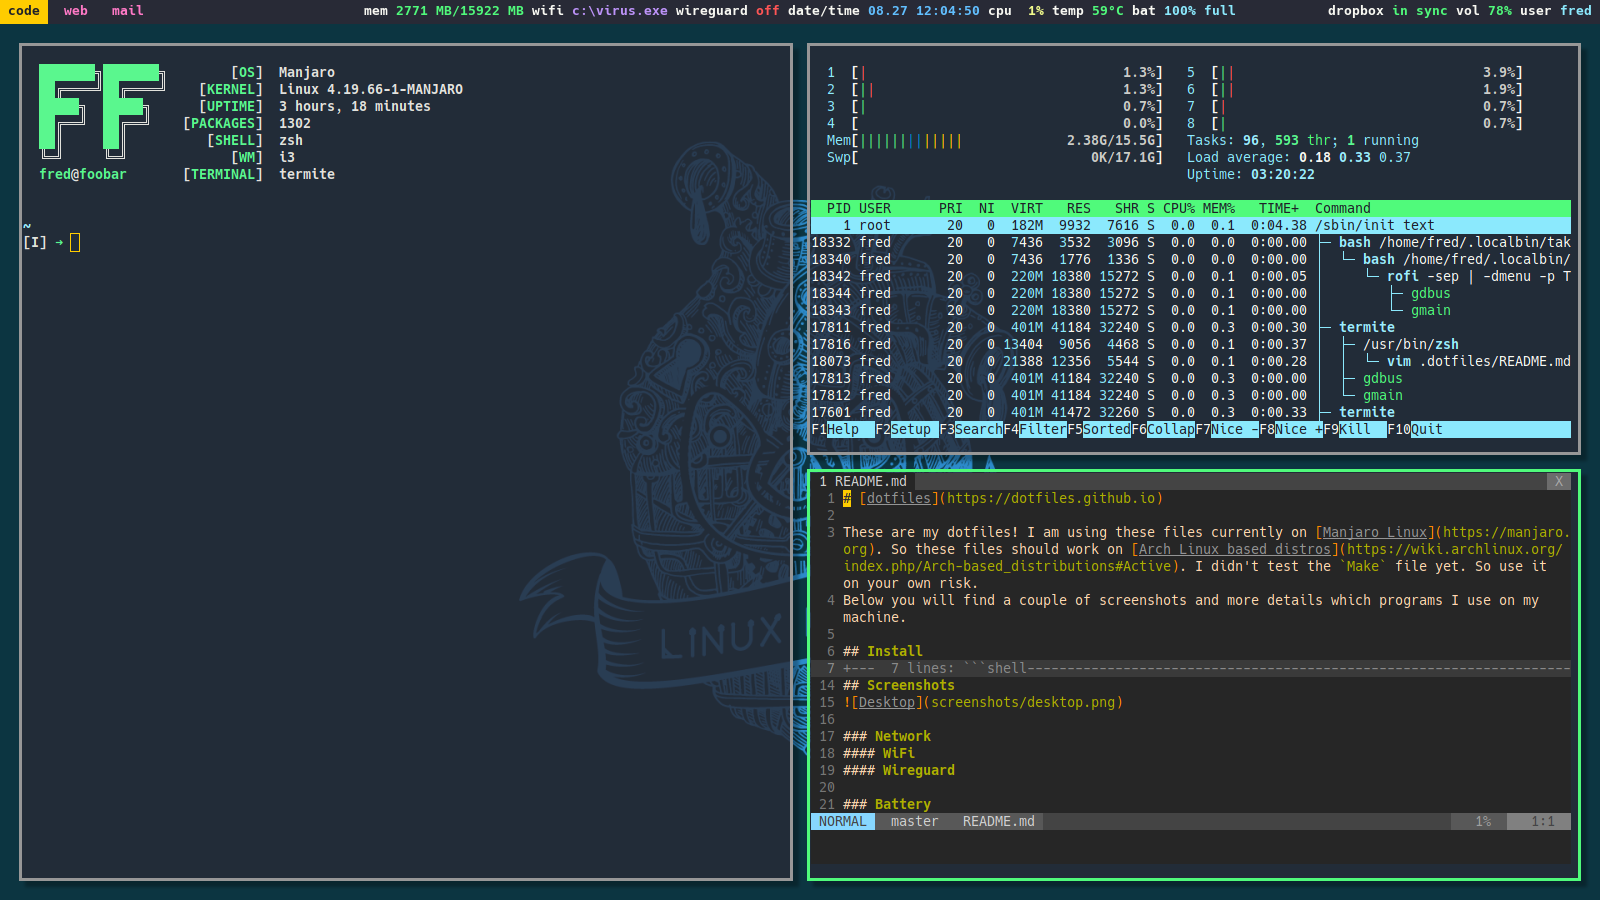 code web mail mem 2771 MB/15922 MB wifi c:\virus.exe wireguard off date/time 08.27 12:04:50 cpu 1% temp 59°C bat 100% full dropbox in sync vol 78% user fred
[OS] Manjaro
[KERNEL] Linux 4.19.66-1-MANJARO
[UPTIME] 3 hours, 18 minutes
[PACKAGES] 1302
[SHELL] zsh
[WM] i3
fred@foobar [TERMINAL] termite
~
[I] ➜
LINUX
1 [| 1.3%] 5 [|| 3.9%]
2 [|| 1.3%] 6 [|| 1.9%]
3 [| 0.7%] 7 [| 0.7%]
4 [ 0.0%] 8 [| 0.7%]
Mem[||||||||||||| 2.38G/15.5G] Tasks: 96, 593 thr; 1 running
Swp[ 0K/17.1G] Load average: 0.18 0.33 0.37
Uptime: 03:20:22
PID USER PRI NI VIRT RES SHR S CPU% MEM% TIME+ Command
1 root 20 0 182M 9932 7616 S 0.0 0.1 0:04.38 /sbin/init text
18332 fred 20 0 7436 3532 3096 S 0.0 0.0 0:00.00 ├─ bash /home/fred/.localbin/tak
18340 fred 20 0 7436 1776 1336 S 0.0 0.0 0:00.00 │ └─ bash /home/fred/.localbin/
18342 fred 20 0 220M 18380 15272 S 0.0 0.1 0:00.05 │ └─ rofi -sep | -dmenu -p T
18344 fred 20 0 220M 18380 15272 S 0.0 0.1 0:00.00 │ ├─ gdbus
18343 fred 20 0 220M 18380 15272 S 0.0 0.1 0:00.00 │ └─ gmain
17811 fred 20 0 401M 41184 32240 S 0.0 0.3 0:00.30 ├─ termite
17816 fred 20 0 13404 9056 4468 S 0.0 0.1 0:00.37 │ ├─ /usr/bin/zsh
18073 fred 20 0 21388 12356 5544 S 0.0 0.1 0:00.28 │ │ └─ vim .dotfiles/README.md
17813 fred 20 0 401M 41184 32240 S 0.0 0.3 0:00.00 │ ├─ gdbus
17812 fred 20 0 401M 41184 32240 S 0.0 0.3 0:00.00 │ └─ gmain
17601 fred 20 0 401M 41472 32260 S 0.0 0.3 0:00.33 ├─ termite
F1Help F2Setup F3SearchF4FilterF5SortedF6CollapF7Nice -F8Nice +F9Kill F10Quit
1 README.md X
1 # [dotfiles](https://dotfiles.github.io)
2
3 These are my dotfiles! I am using these files currently on [Manjaro Linux](https://manjaro.
org). So these files should work on [Arch Linux based distros](https://wiki.archlinux.org/
index.php/Arch-based_distributions#Active). I didn't test the `Make` file yet. So use it
on your own risk.
4 Below you will find a couple of screenshots and more details which programs I use on my
machine.
5
6 ## Install
7 +--- 7 lines: ```shell--------------------------------------------------------------------
14 ## Screenshots
15 ![Desktop](screenshots/desktop.png)
16
17 ### Network
18 #### WiFi
19 #### Wireguard
20
21 ### Battery
NORMAL master README.md 1% 1:1